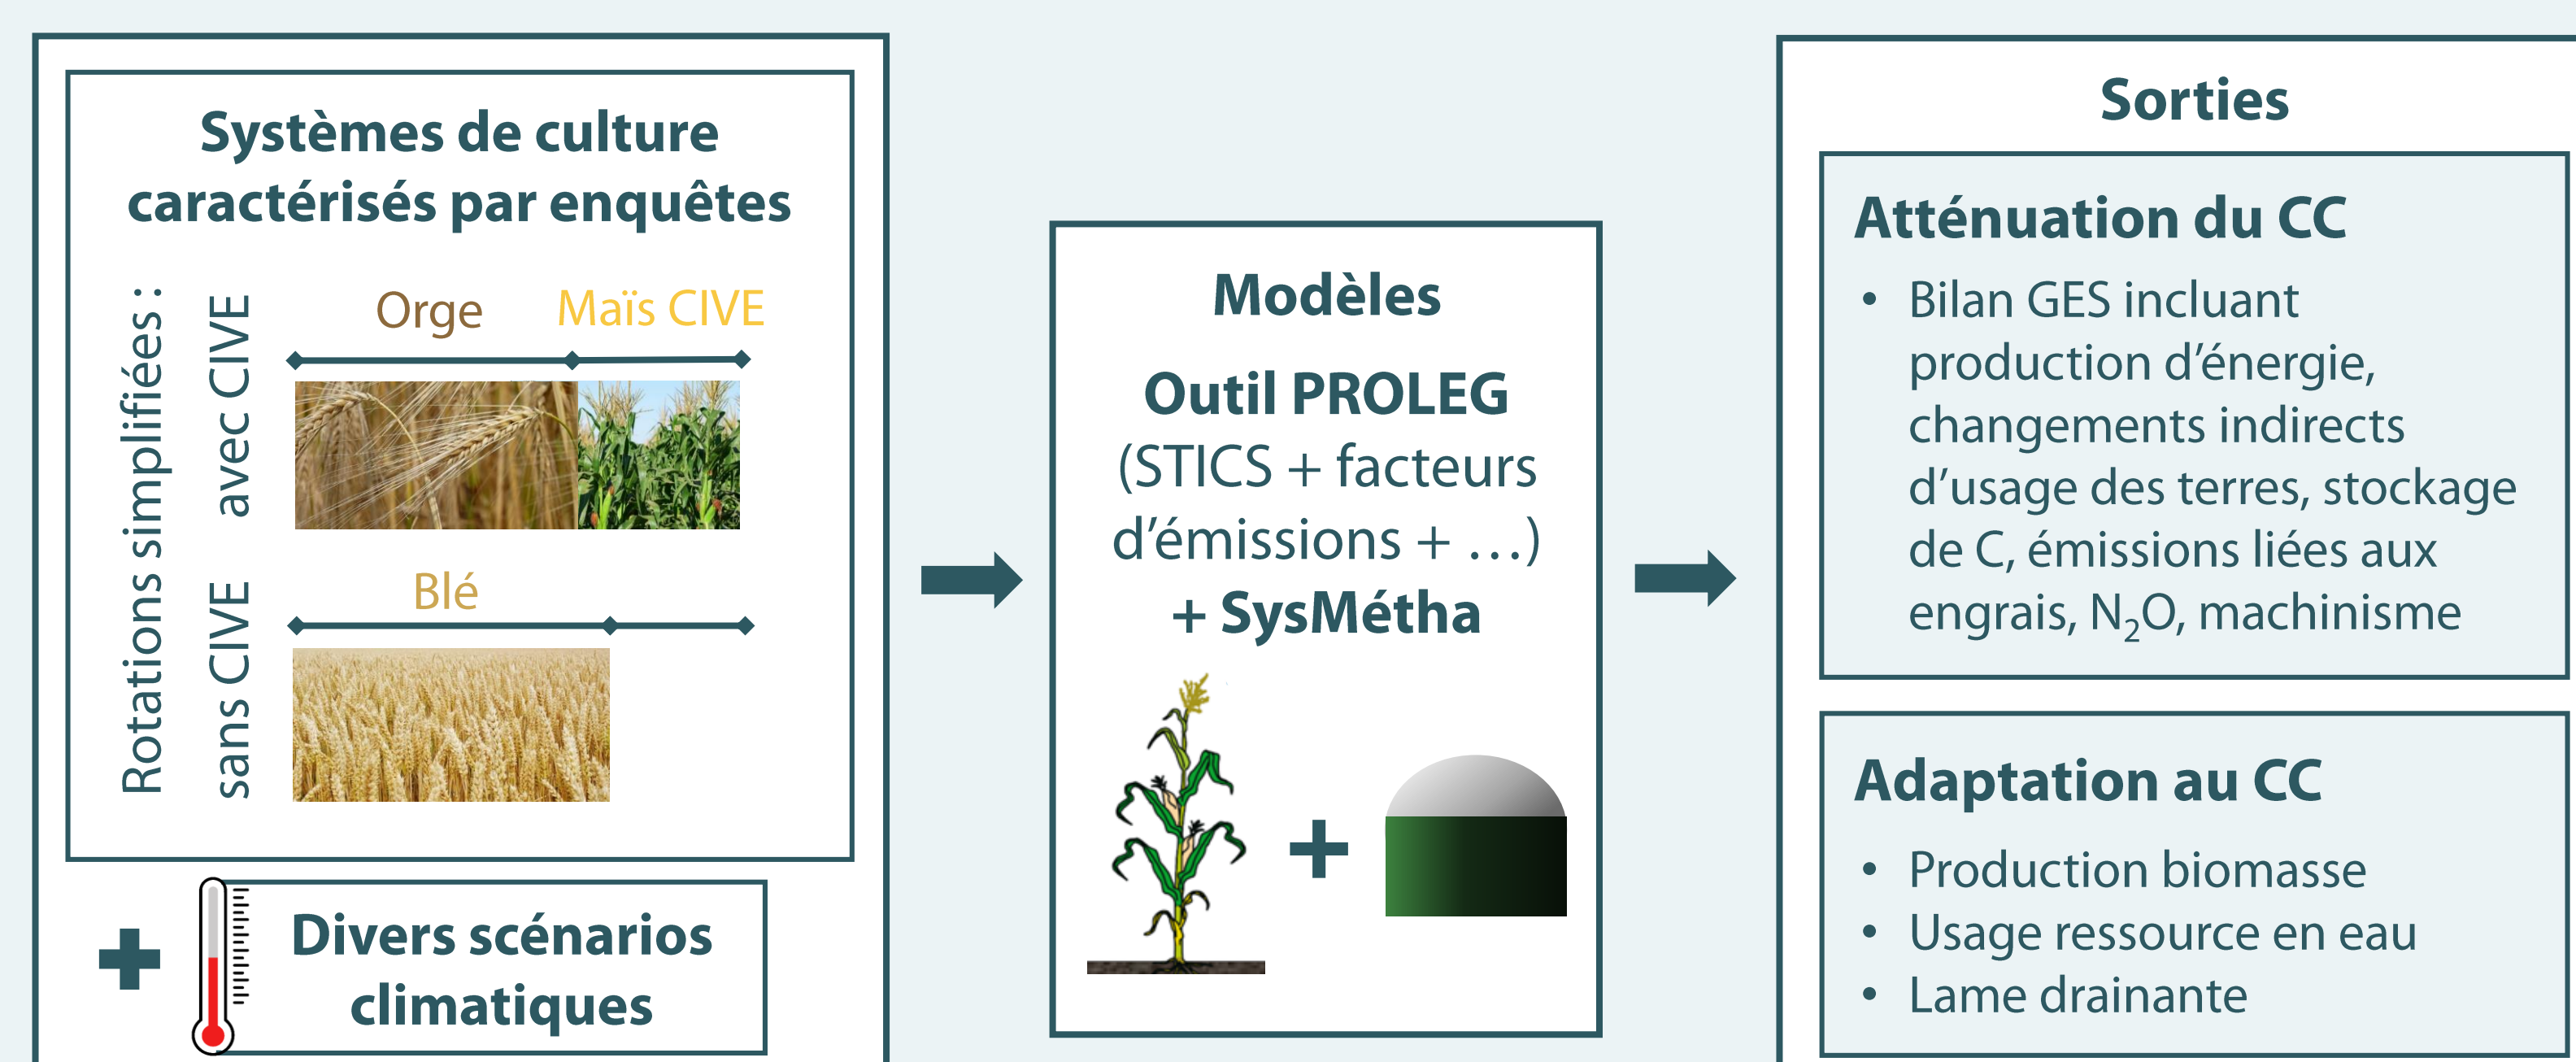 Systèmes de culture
caractérisés par enquêtes
Rotations simplifiées :
avec CIVE
Orge
Maïs CIVE
sans CIVE
Blé
Divers scénarios
climatiques
Modèles
Outil PROLEG
(STICS + facteurs
d’émissions + …)
+ SysMétha
Sorties
Atténuation du CC
• Bilan GES incluant
production d’énergie,
changements indirects
d’usage des terres, stockage
de C, émissions liées aux
engrais, N₂O, machinisme
Adaptation au CC
• Production biomasse
• Usage ressource en eau
• Lame drainante